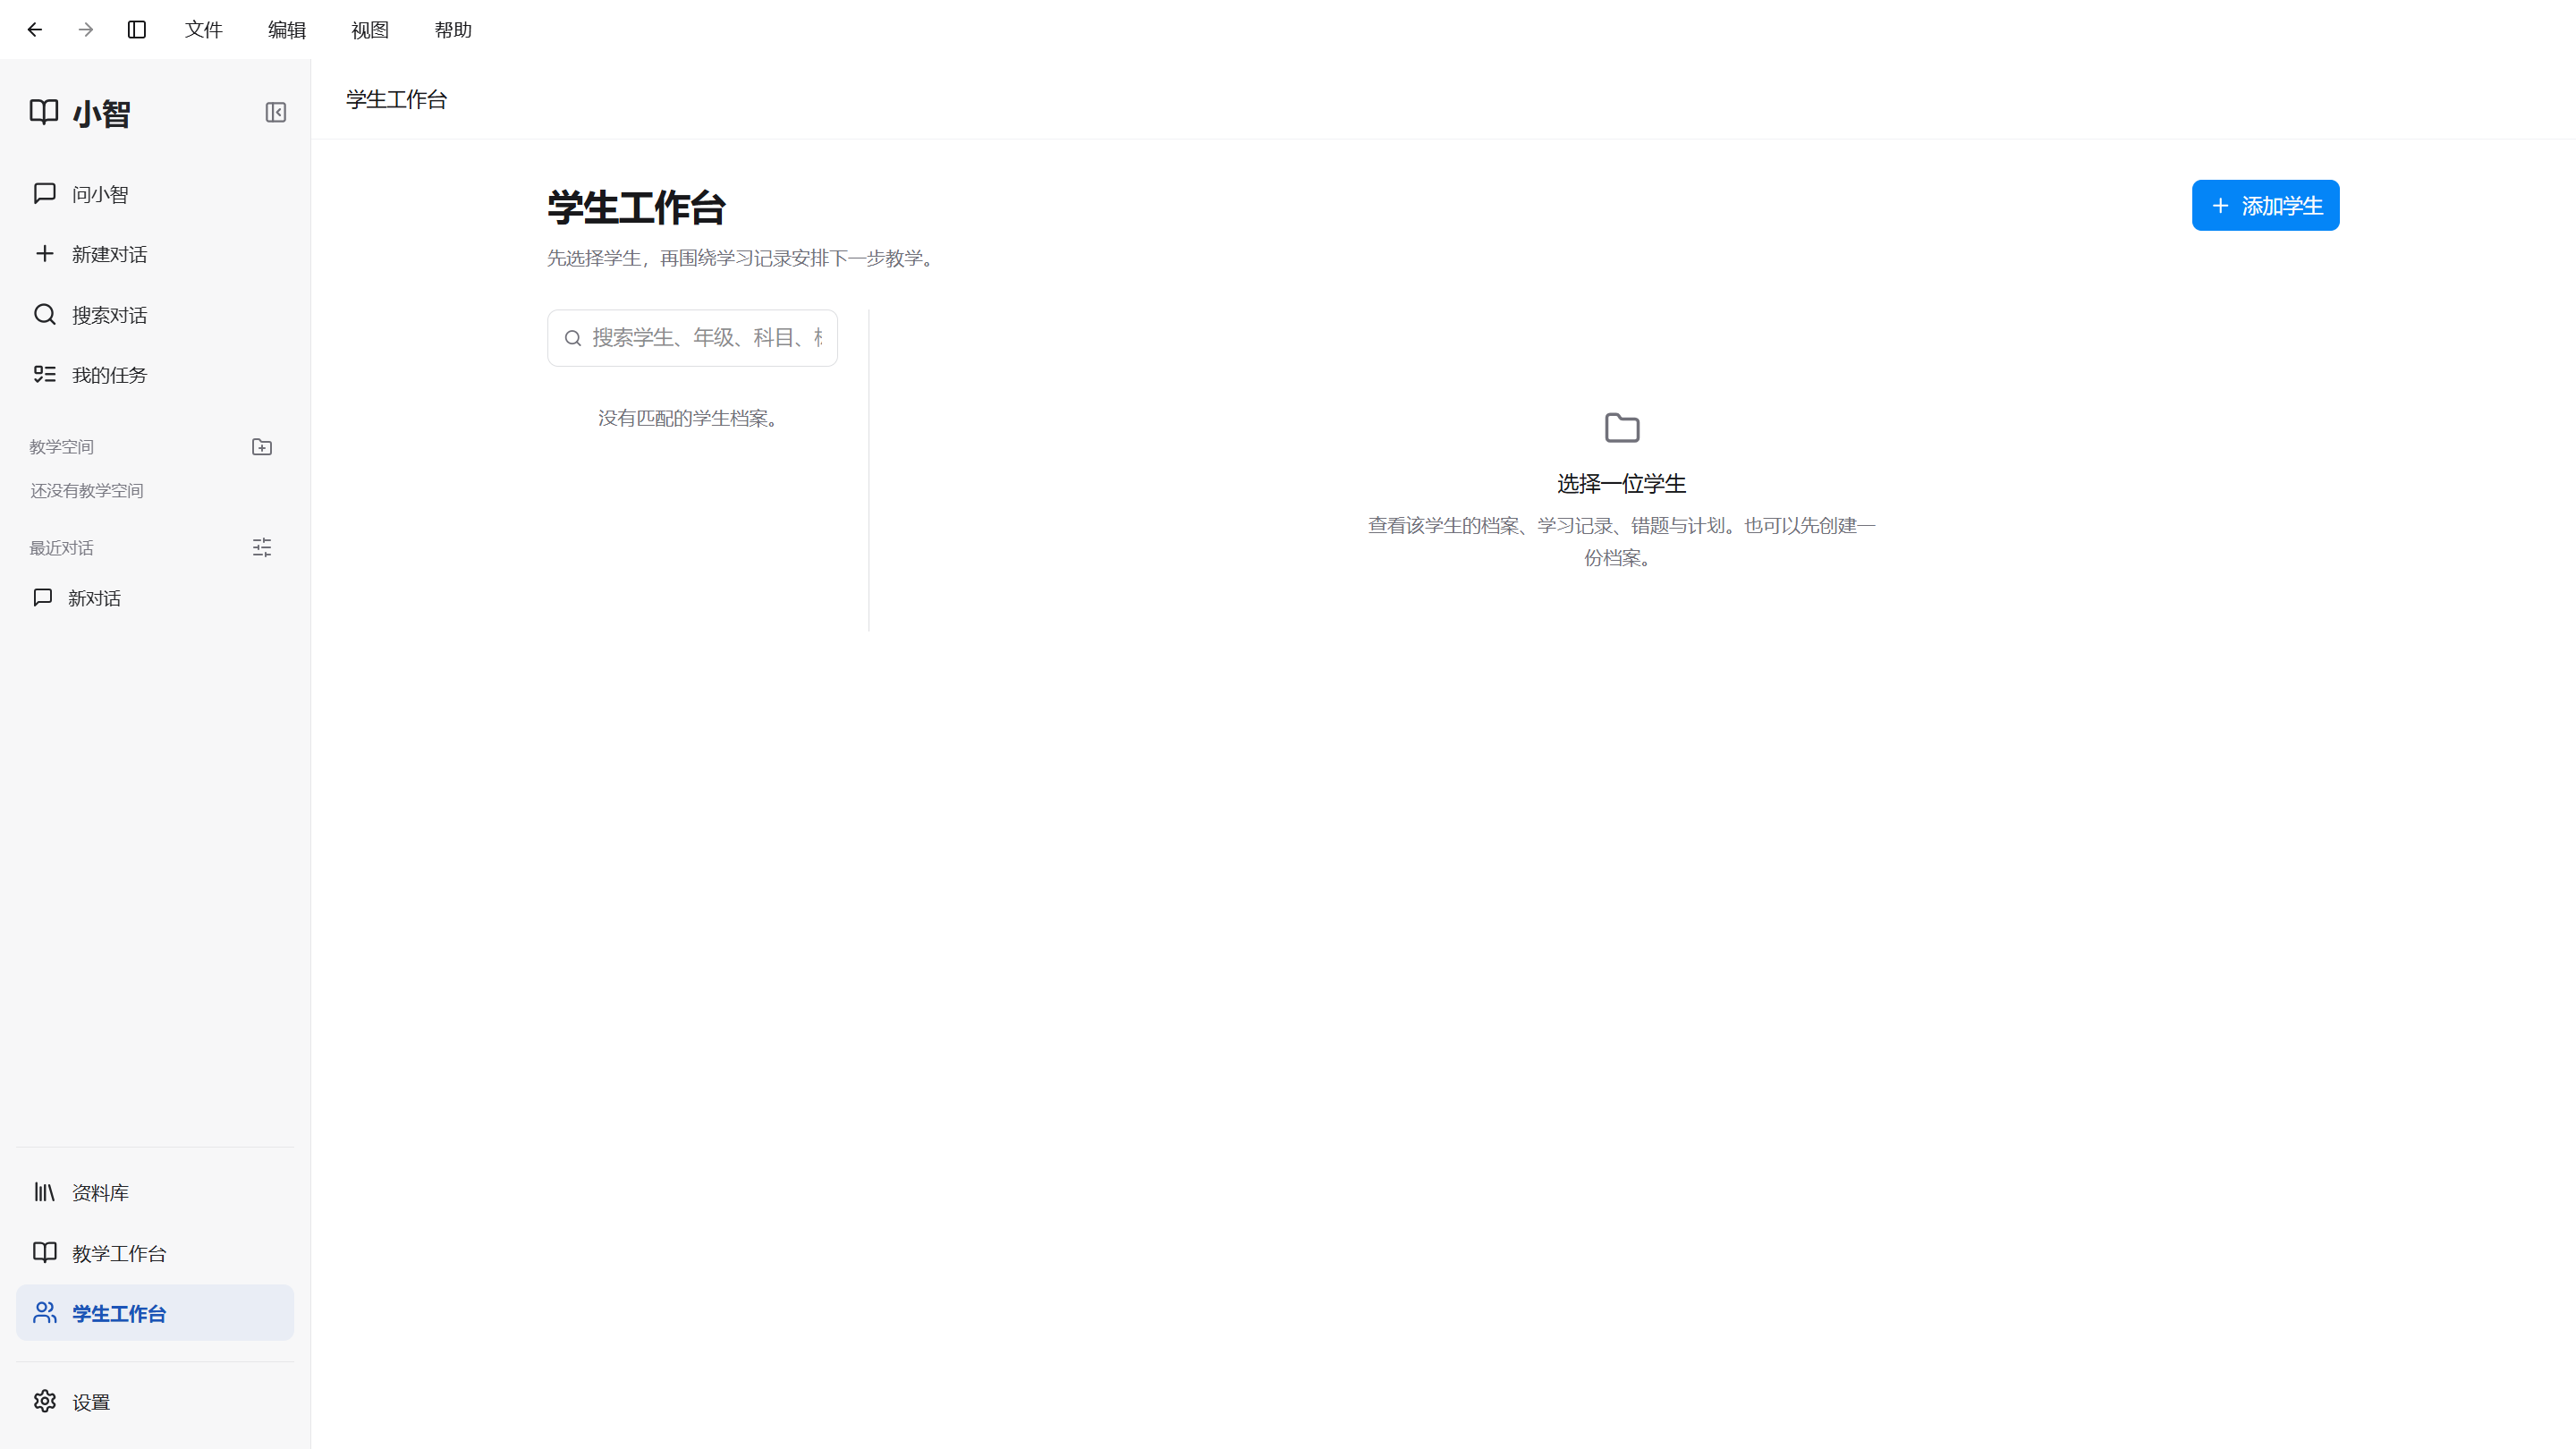 文件 编辑 视图 帮助
小智
问小智
新建对话
搜索对话
我的任务
教学空间
还没有教学空间
最近对话
新对话
资料库
教学工作台
学生工作台
设置
学生工作台
学生工作台
添加学生
先选择学生，再围绕学习记录安排下一步教学。
搜索学生、年级、科目、
没有匹配的学生档案。
选择一位学生
查看该学生的档案、学习记录、错题与计划。也可以先创建一
份档案。